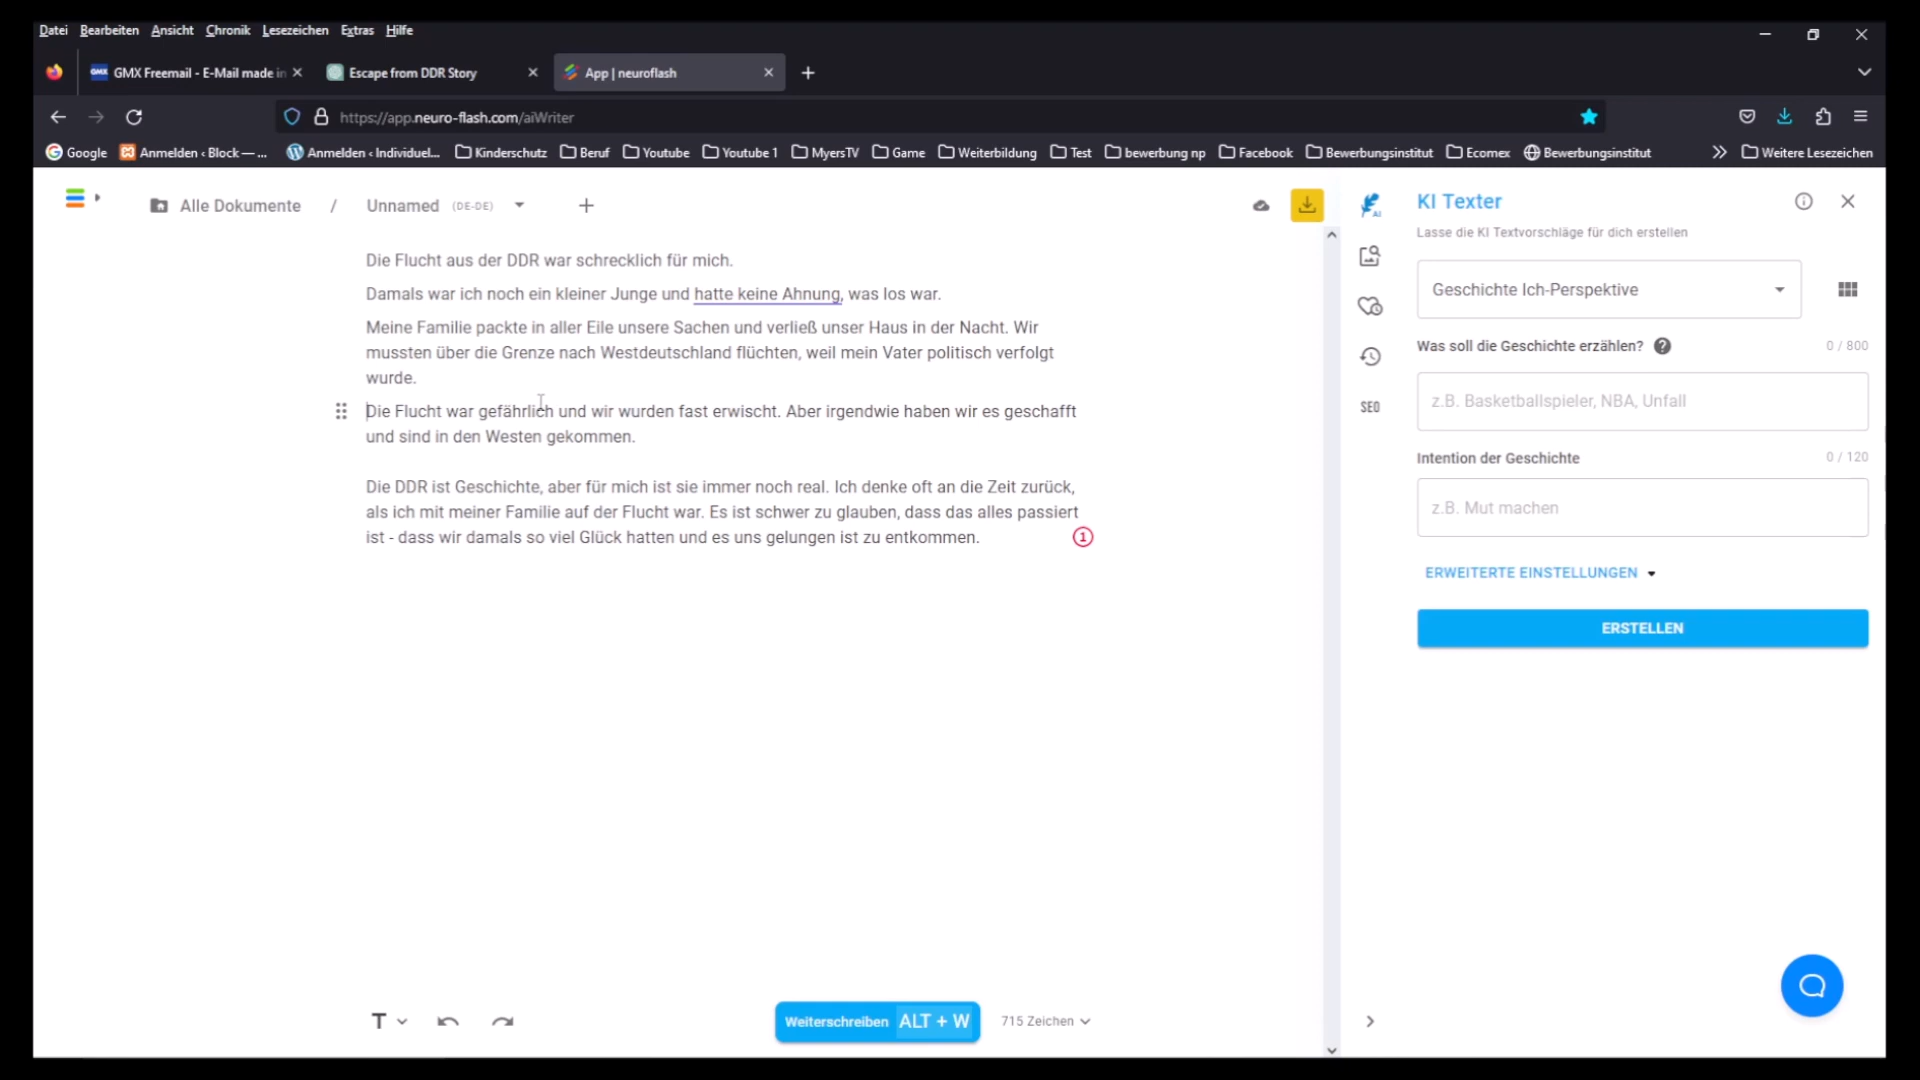 Datei Bearbeiten Ansicht Chronik Lesezeichen Extras Hilfe
GMX Freemail - E-Mail made in Escape from DDR Story App | neuroflash
https://app.neuro-flash.com/aiWriter
Google Anmelden ‹ Block — ... Anmelden ‹ Individuel... Kinderschutz Beruf Youtube Youtube 1 MyersTV Game Weiterbildung Test bewerbung np Facebook Bewerbungsinstitut Ecomex Bewerbungsinstitut Weitere Lesezeichen
Alle Dokumente / Unnamed (DE-DE)
Die Flucht aus der DDR war schrecklich für mich.
Damals war ich noch ein kleiner Junge und hatte keine Ahnung, was los war.
Meine Familie packte in aller Eile unsere Sachen und verließ unser Haus in der Nacht. Wir
mussten über die Grenze nach Westdeutschland flüchten, weil mein Vater politisch verfolgt
wurde.
Die Flucht war gefährlich und wir wurden fast erwischt. Aber irgendwie haben wir es geschafft
und sind in den Westen gekommen.
Die DDR ist Geschichte, aber für mich ist sie immer noch real. Ich denke oft an die Zeit zurück,
als ich mit meiner Familie auf der Flucht war. Es ist schwer zu glauben, dass das alles passiert
ist - dass wir damals so viel Glück hatten und es uns gelungen ist zu entkommen.
1
T
Weiterschreiben ALT + W 715 Zeichen
AI
SEO
KI Texter
Lasse die KI Textvorschläge für dich erstellen
Geschichte Ich-Perspektive
Was soll die Geschichte erzählen? 0 / 800
z.B. Basketballspieler, NBA, Unfall
Intention der Geschichte 0 / 120
z.B. Mut machen
ERWEITERTE EINSTELLUNGEN
ERSTELLEN